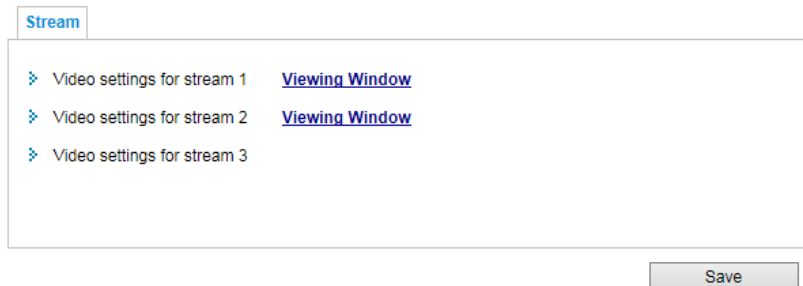 Stream
Video settings for stream 1 Viewing Window
Video settings for stream 2 Viewing Window
Video settings for stream 3
Save